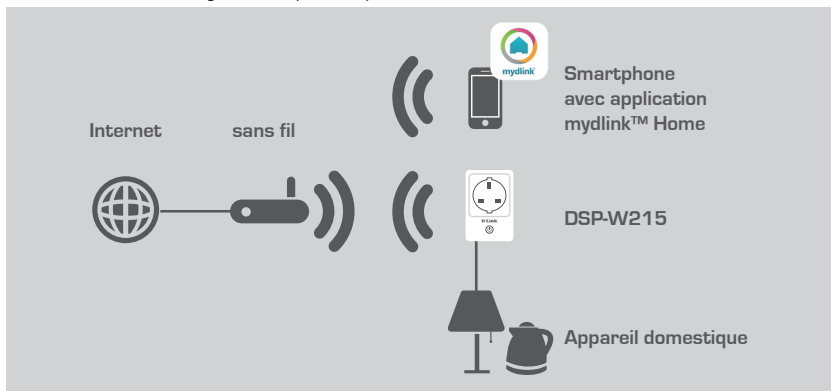 mydlink
Smartphone
avec application
mydlink™ Home
Internet
sans fil
D-Link
DSP-W215
Appareil domestique